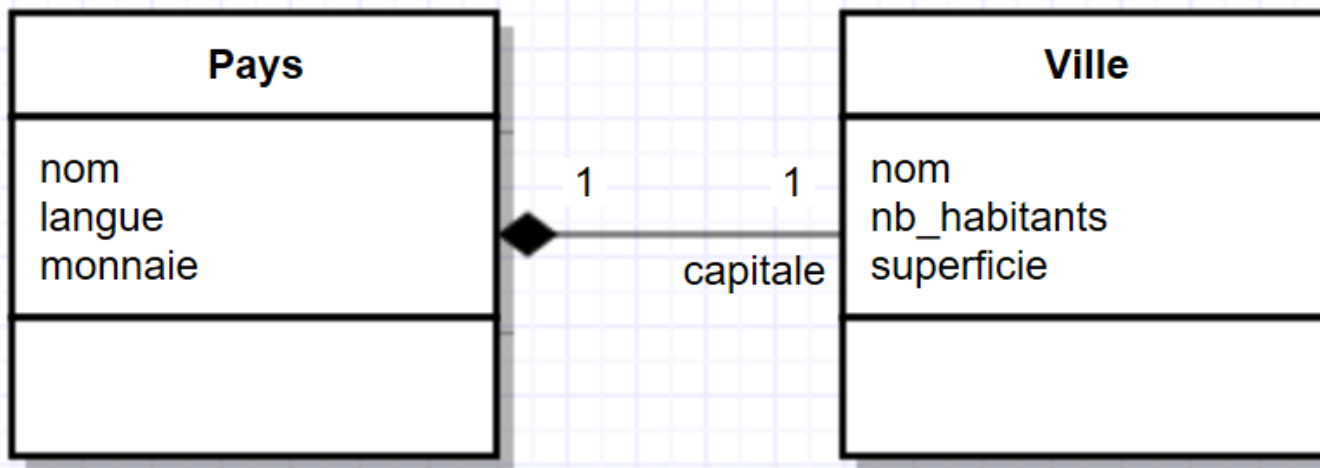 Pays
nom
langue
monnaie
1
1
capitale
Ville
nom
nb_habitants
superficie